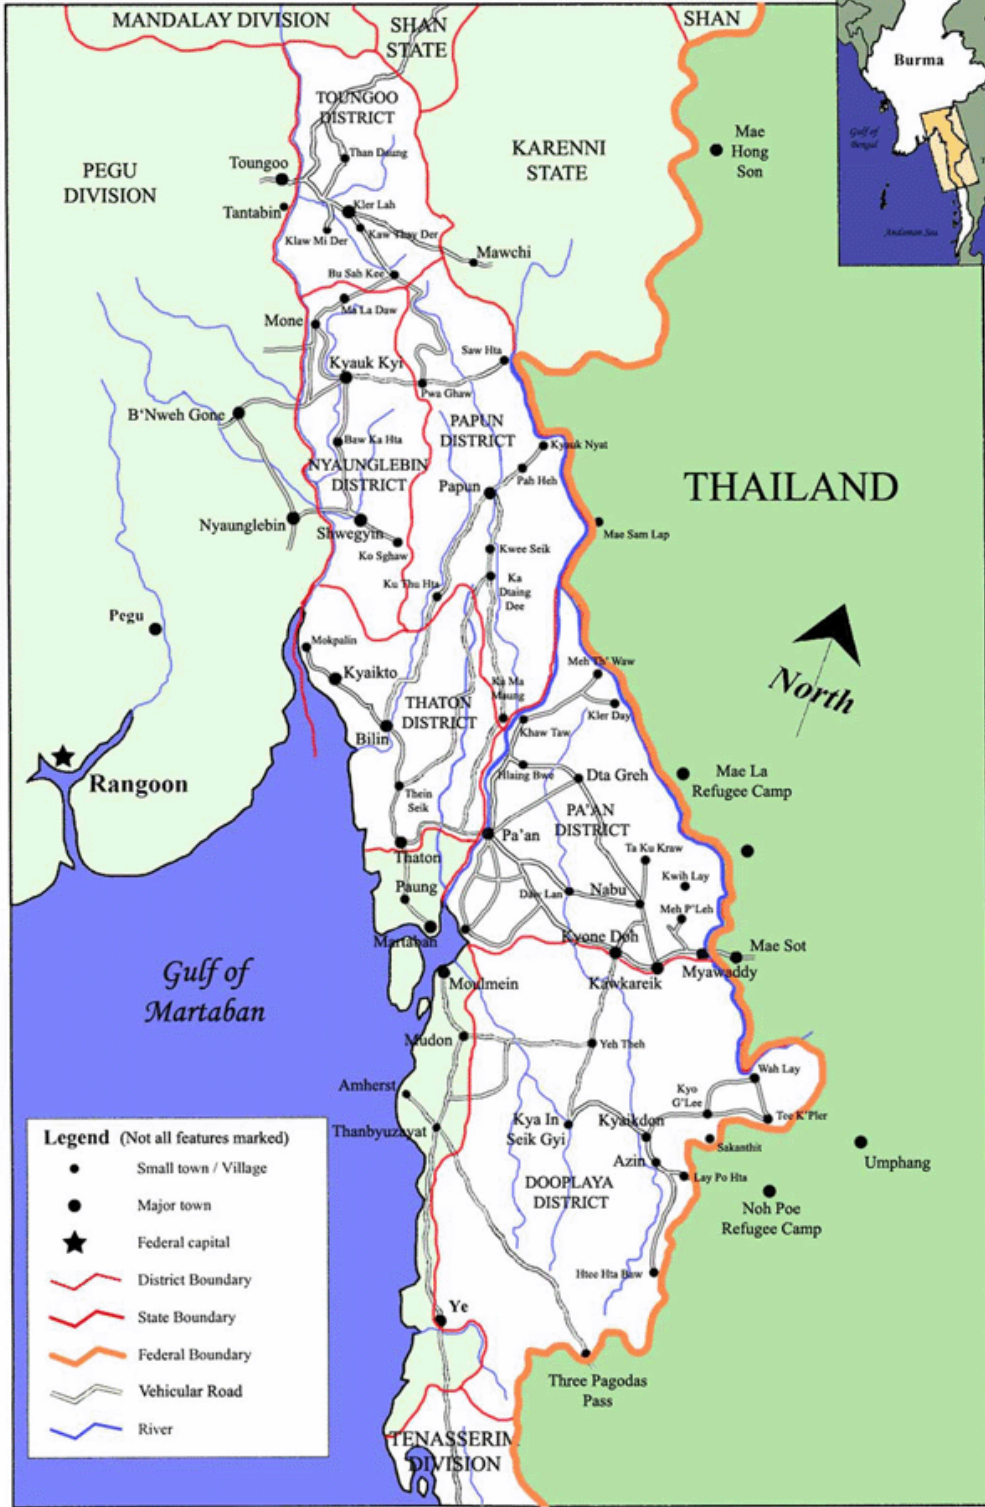 MANDALAY DIVISION
SHAN
STATE
SHAN
Burma
Gulf of
Bengal
Andaman Sea
TOUNGOO
DISTRICT
Than Daung
Toungoo
Tantabin
Kler Lah
Klaw Mi Der
Kaw Thay Der
Mawchi
Bu Sah Kee
PEGU
DIVISION
KARENNI
STATE
Mae
Hong
Son
Ma La Daw
Mone
Saw Hta
Kyauk Kyi
Pwa Ghaw
B'Nweh Gone
PAPUN
DISTRICT
Baw Ka Hta
Kyauk Nyat
NYAUNGLEBIN
DISTRICT
Pah Heh
Papun
THAILAND
Nyaunglebin
Shwegyin
Mae Sam Lap
Ko Sghaw
Kwee Seik
Ku Thu Hta
Ka
Dtaing
Dee
Pegu
Mokpalin
Kyaikto
Meh Th' Waw
North
Ka Ma
Maung
THATON
DISTRICT
Kler Day
Bilin
Khaw Taw
Rangoon
Hlaing Bwe
Dta Greh
Mae La
Refugee Camp
Thein
Seik
PA'AN
DISTRICT
Pa'an
Ta Ku Kraw
Thaton
Kwih Lay
Paung
Daw Lan
Nabu
Meh P'Leh
Martaban
Kyone Doh
Mae Sot
Myawaddy
Kawkareik
Gulf of
Martaban
Moulmein
Mudon
Yeh Theh
Wah Lay
Amherst
Kyo
G'Lee
Tee K'Pler
Thanbyuzayat
Kya In
Seik Gyi
Kyaikdon
Sakanthit
Umphang
Azin
Lay Po Hta
DOOPLAYA
DISTRICT
Noh Poe
Refugee Camp
Htee Hta Baw
Ye
Three Pagodas
Pass
TENASSERIM
DIVISION
Legend (Not all features marked)
Small town / Village
Major town
Federal capital
District Boundary
State Boundary
Federal Boundary
Vehicular Road
River